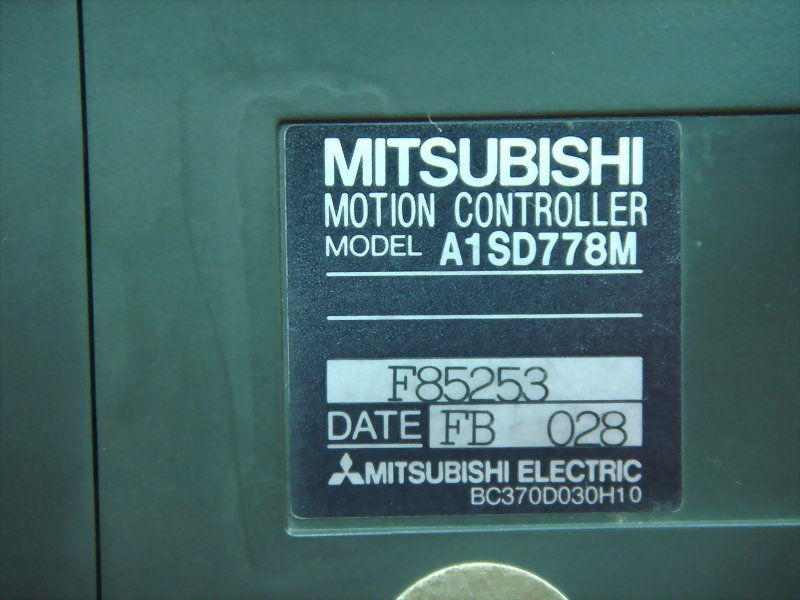 MITSUBISHI
MOTION CONTROLLER
MODEL A1SD778M
F85253
DATE FB 028
MITSUBISHI ELECTRIC
BC370D030H10